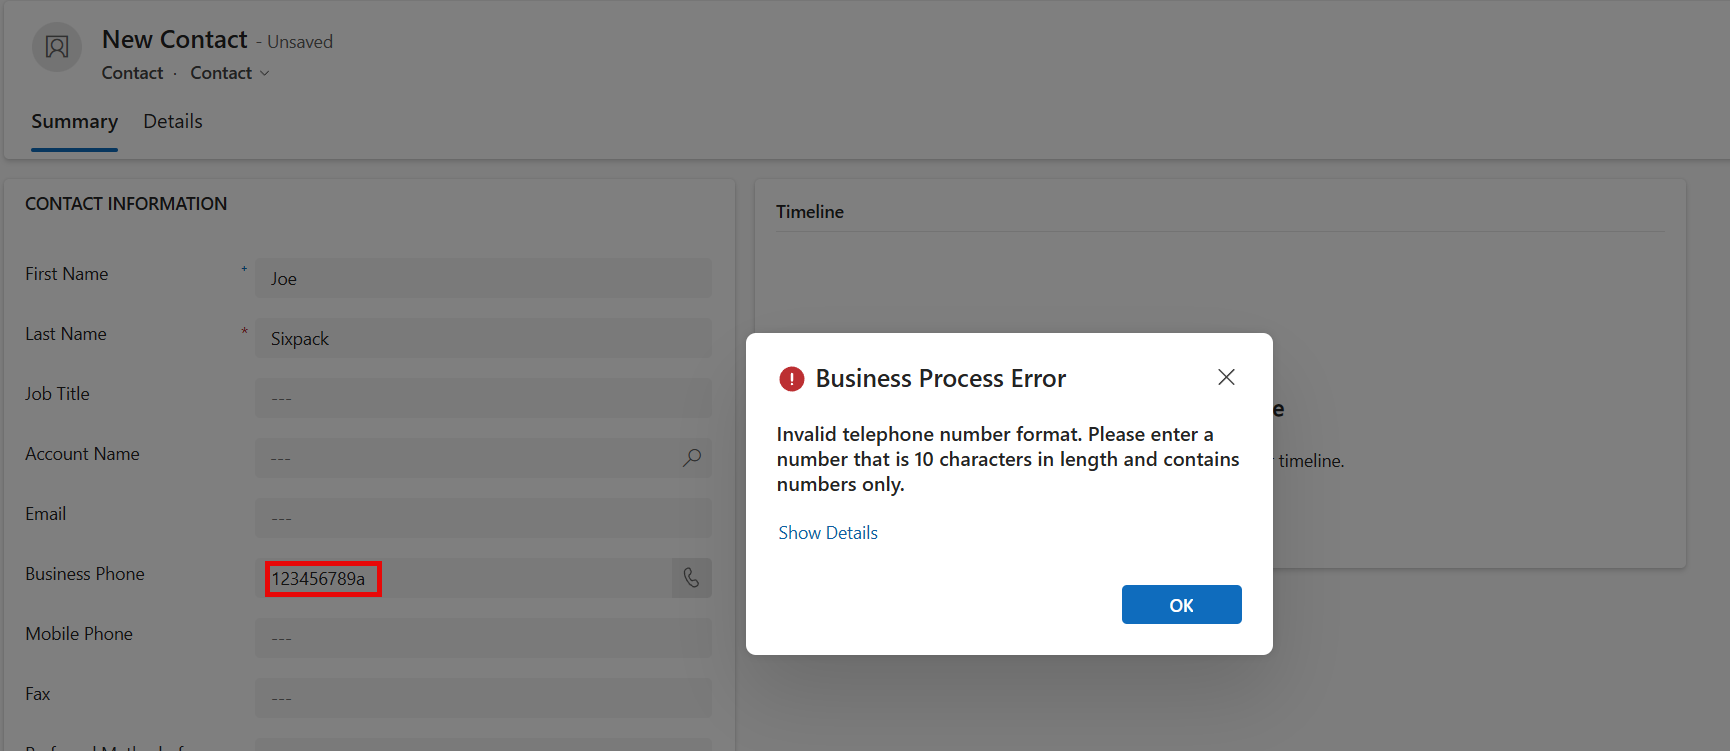 New Contact - Unsaved
Contact · Contact
Summary Details
CONTACT INFORMATION
First Name + Joe
Last Name * Sixpack
Job Title ---
Account Name ---
Email ---
Business Phone 123456789a
Mobile Phone ---
Fax ---
Timeline
e
timeline.
Business Process Error
Invalid telephone number format. Please enter a
number that is 10 characters in length and contains
numbers only.
Show Details
OK